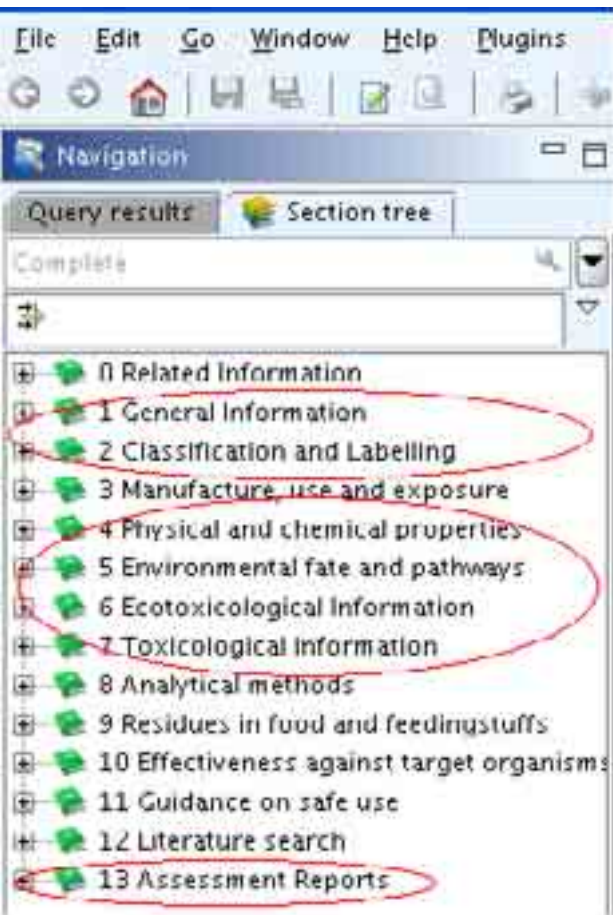 File Edit Go Window Help Plugins
Navigation
Query results Section tree
Complete
0 Related Information
1 General Information
2 Classification and Labelling
3 Manufacture, use and exposure
4 Physical and chemical properties
5 Environmental fate and pathways
6 Ecotoxicological Information
7 Toxicological Information
8 Analytical methods
9 Residues in food and feedingstuffs
10 Effectiveness against target organisms
11 Guidance on safe use
12 Literature search
13 Assessment Reports